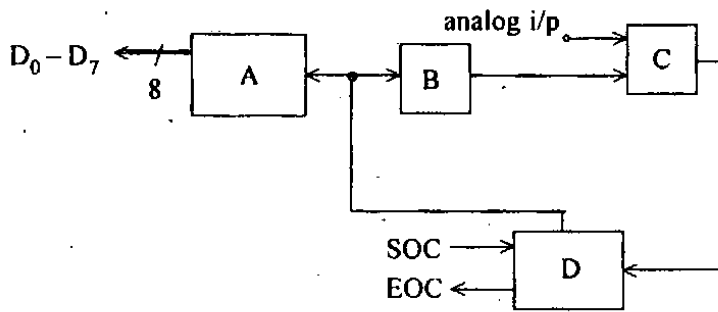 analog i/p
D₀ – D₇
8
A
B
C
SOC
EOC
D